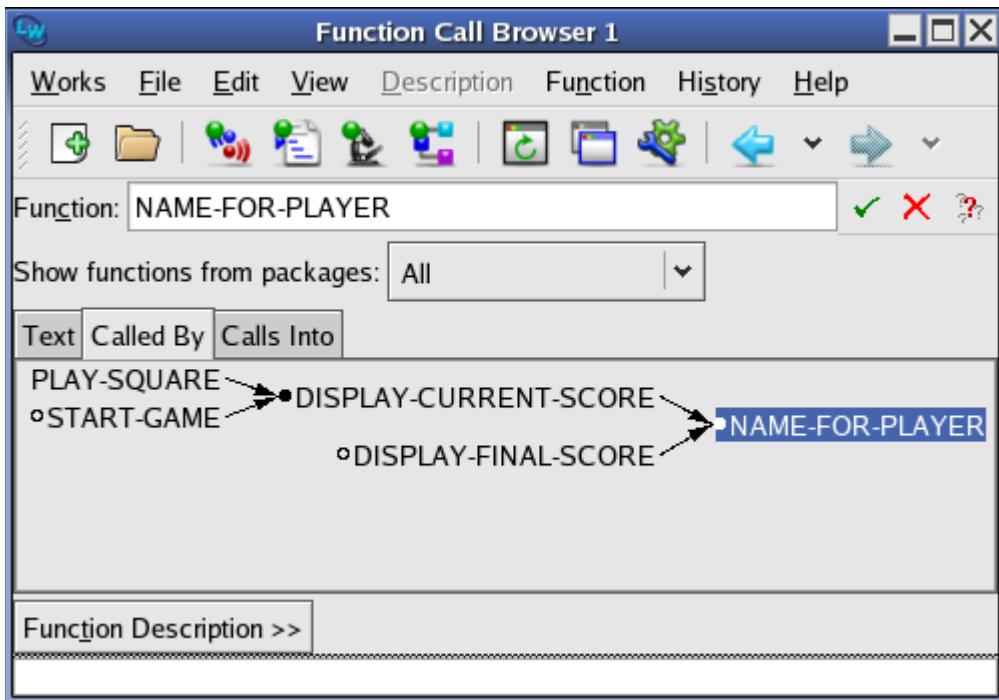 LW Function Call Browser 1
Works File Edit View Description Function History Help
Function: NAME-FOR-PLAYER
Show functions from packages: All
Text Called By Calls Into
PLAY-SQUARE
START-GAME
DISPLAY-CURRENT-SCORE
DISPLAY-FINAL-SCORE
NAME-FOR-PLAYER
Function Description >>